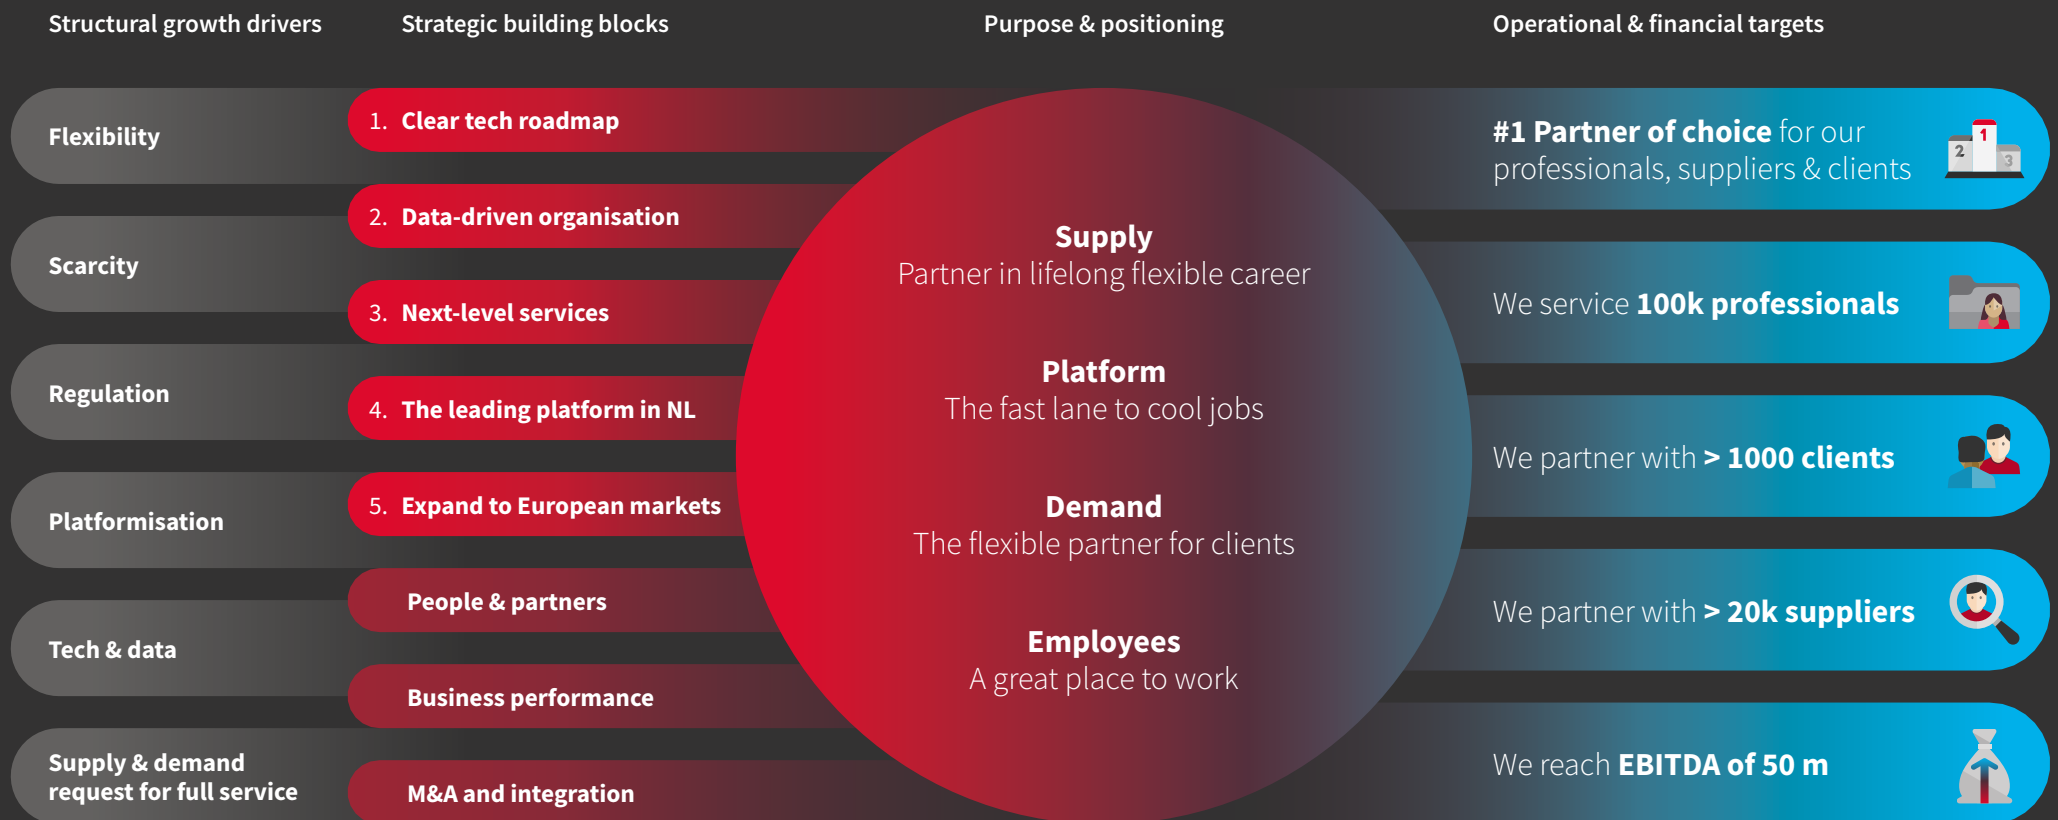 Structural growth drivers
Strategic building blocks
Purpose & positioning
Operational & financial targets
Flexibility
Scarcity
Regulation
Platformisation
Tech & data
Supply & demand
request for full service
1. Clear tech roadmap
2. Data-driven organisation
3. Next-level services
4. The leading platform in NL
5. Expand to European markets
People & partners
Business performance
M&A and integration
Supply
Partner in lifelong flexible career
Platform
The fast lane to cool jobs
Demand
The flexible partner for clients
Employees
A great place to work
#1 Partner of choice for our
professionals, suppliers & clients
2 1 3
We service 100k professionals
We partner with > 1000 clients
We partner with > 20k suppliers
We reach EBITDA of 50 m